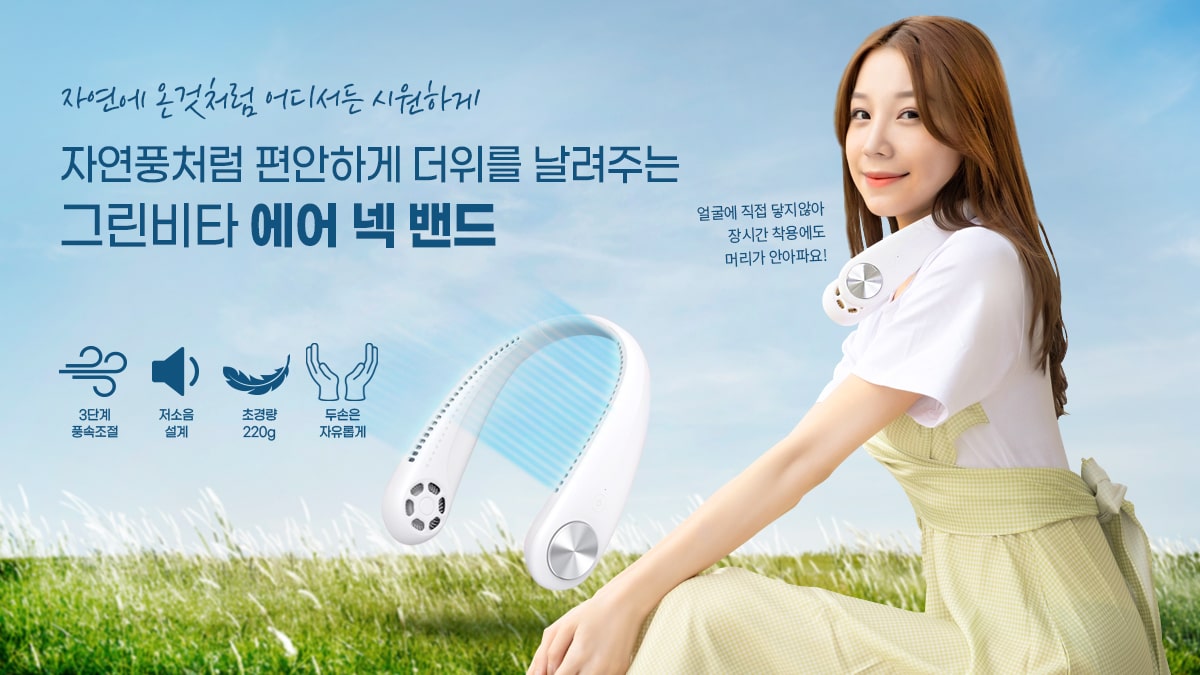 자연에 온것처럼 어디서든 시원하게
자연풍처럼 편안하게 더위를 날려주는
그린비타 에어 넥 밴드
얼굴에 직접 닿지않아
장시간 착용에도
머리가 안아파요!
3단계
풍속조절
저소음
설계
초경량
220g
두손은
자유롭게